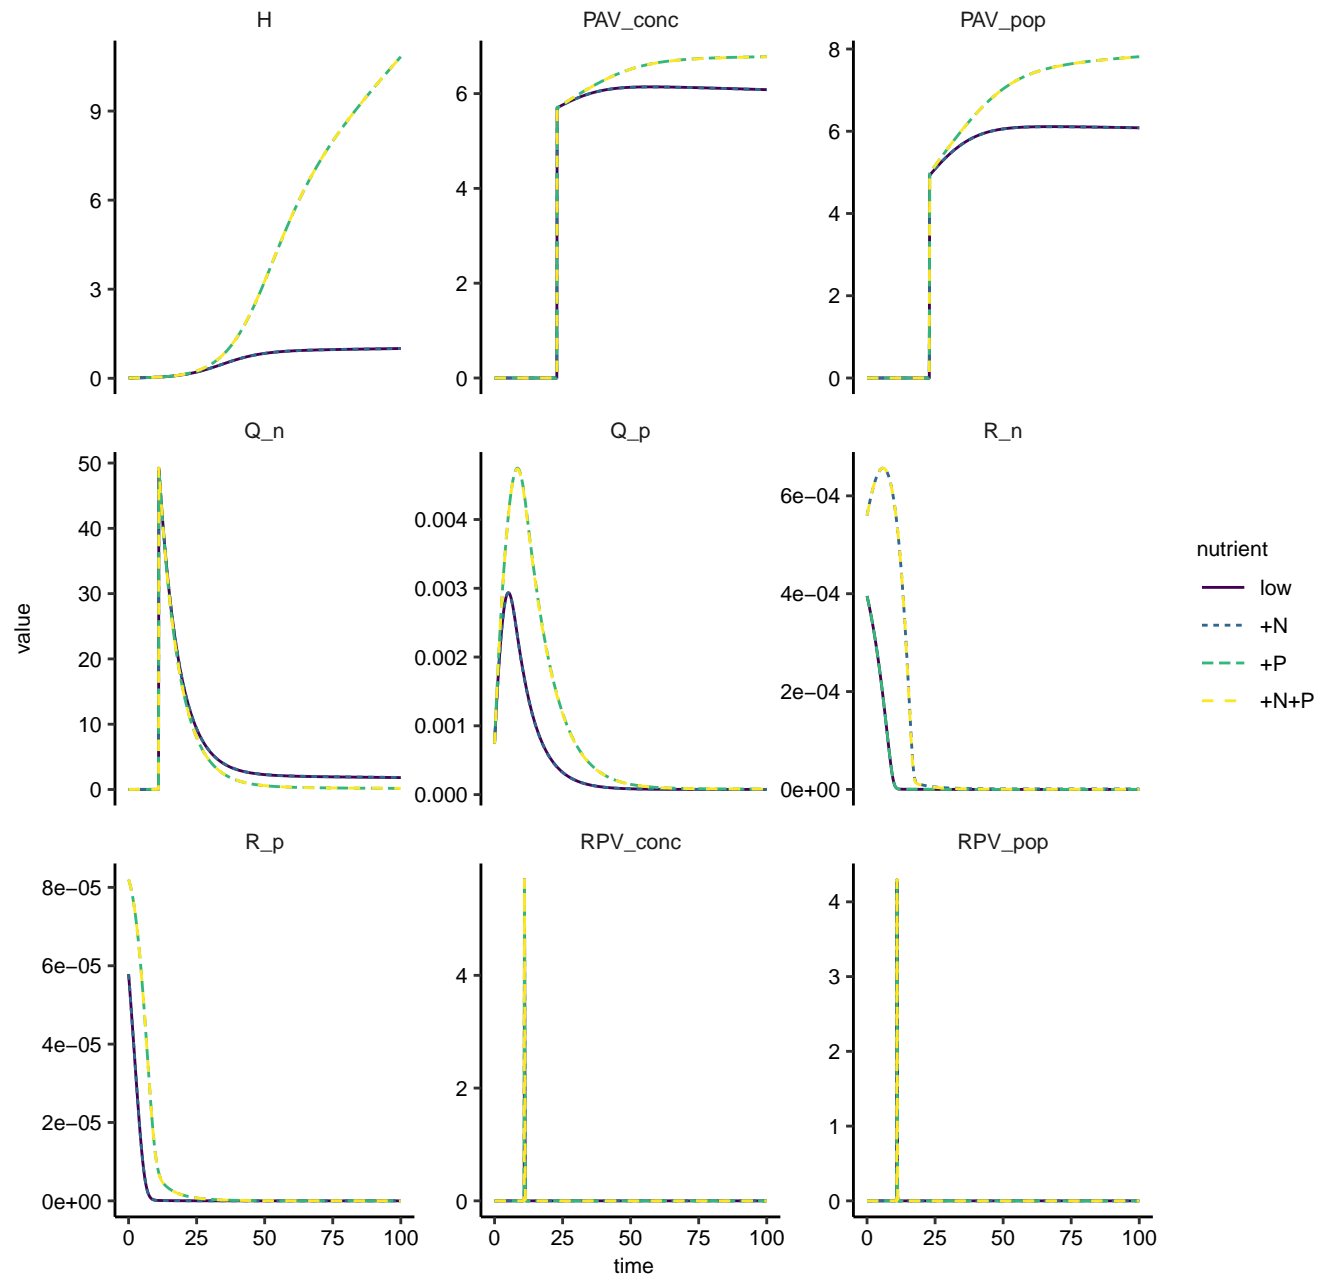 H PAV_conc PAV_pop
9
6
3
0
6
4
2
0
8
6
4
2
0
Q_n Q_p R_n
50
40
30
20
10
0
0.004
0.003
0.002
0.001
0.000
6e−04
4e−04
2e−04
0e+00
R_p RPV_conc RPV_pop
8e−05
6e−05
4e−05
2e−05
0e+00
4
2
0
4
3
2
1
0
0 25 50 75 100
0 25 50 75 100
0 25 50 75 100
time
value
nutrient
low
+N
+P
+N+P